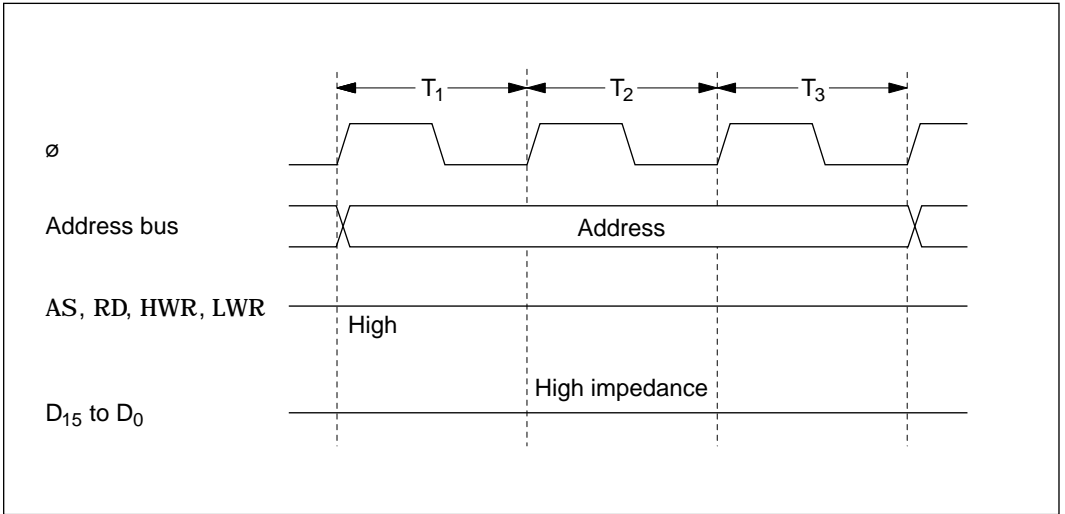 T₁ T₂ T₃
ø
Address bus Address
AS, RD, HWR, LWR
High
High impedance
D₁₅ to D₀